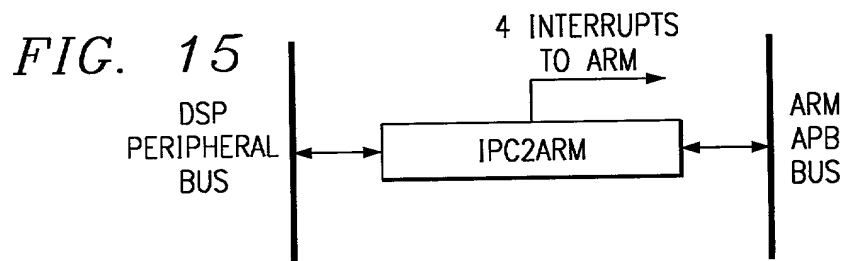 FIG. 15
4 INTERRUPTS
TO ARM
DSP
PERIPHERAL
BUS
IPC2ARM
ARM
APB
BUS